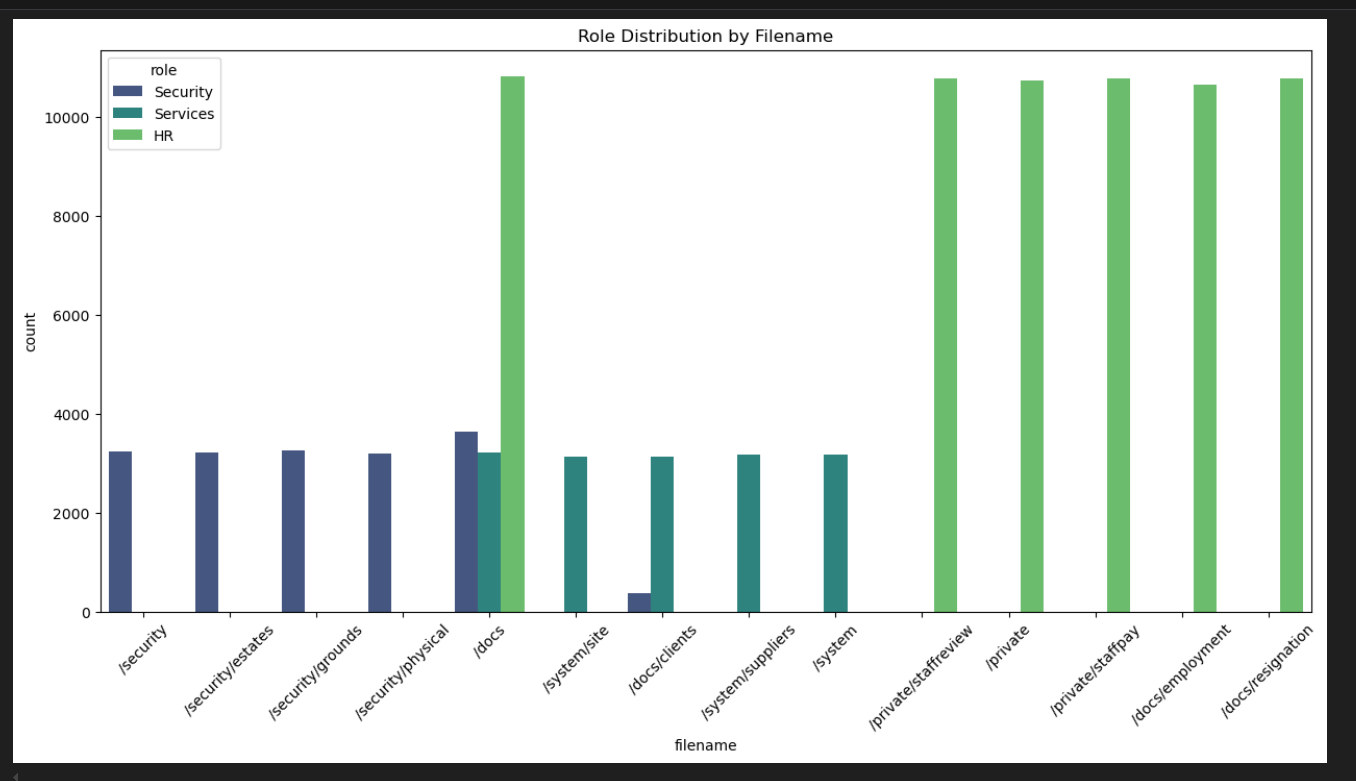 Role Distribution by Filename
role
Security
Services
HR
10000
8000
6000
4000
2000
0
count
/security
/security/estates
/security/grounds
/security/physical
/docs
/system/site
/docs/clients
/system/suppliers
/system
/private/staffreview
/private
/private/staffpay
/docs/employment
/docs/resignation
filename